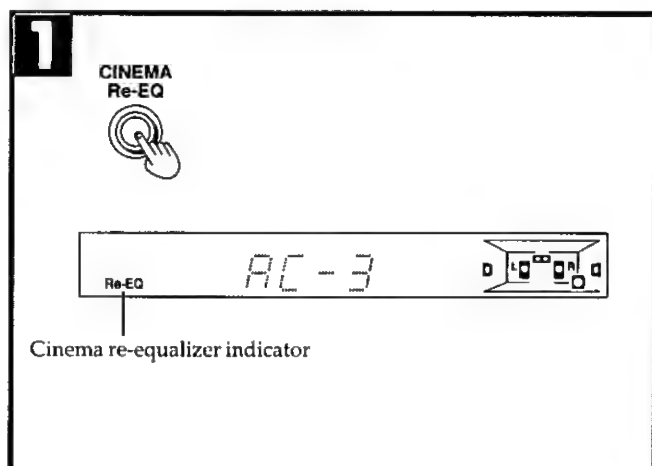 1
CINEMA
Re-EQ
Re-EQ
AC-3
L R
Cinema re-equalizer indicator